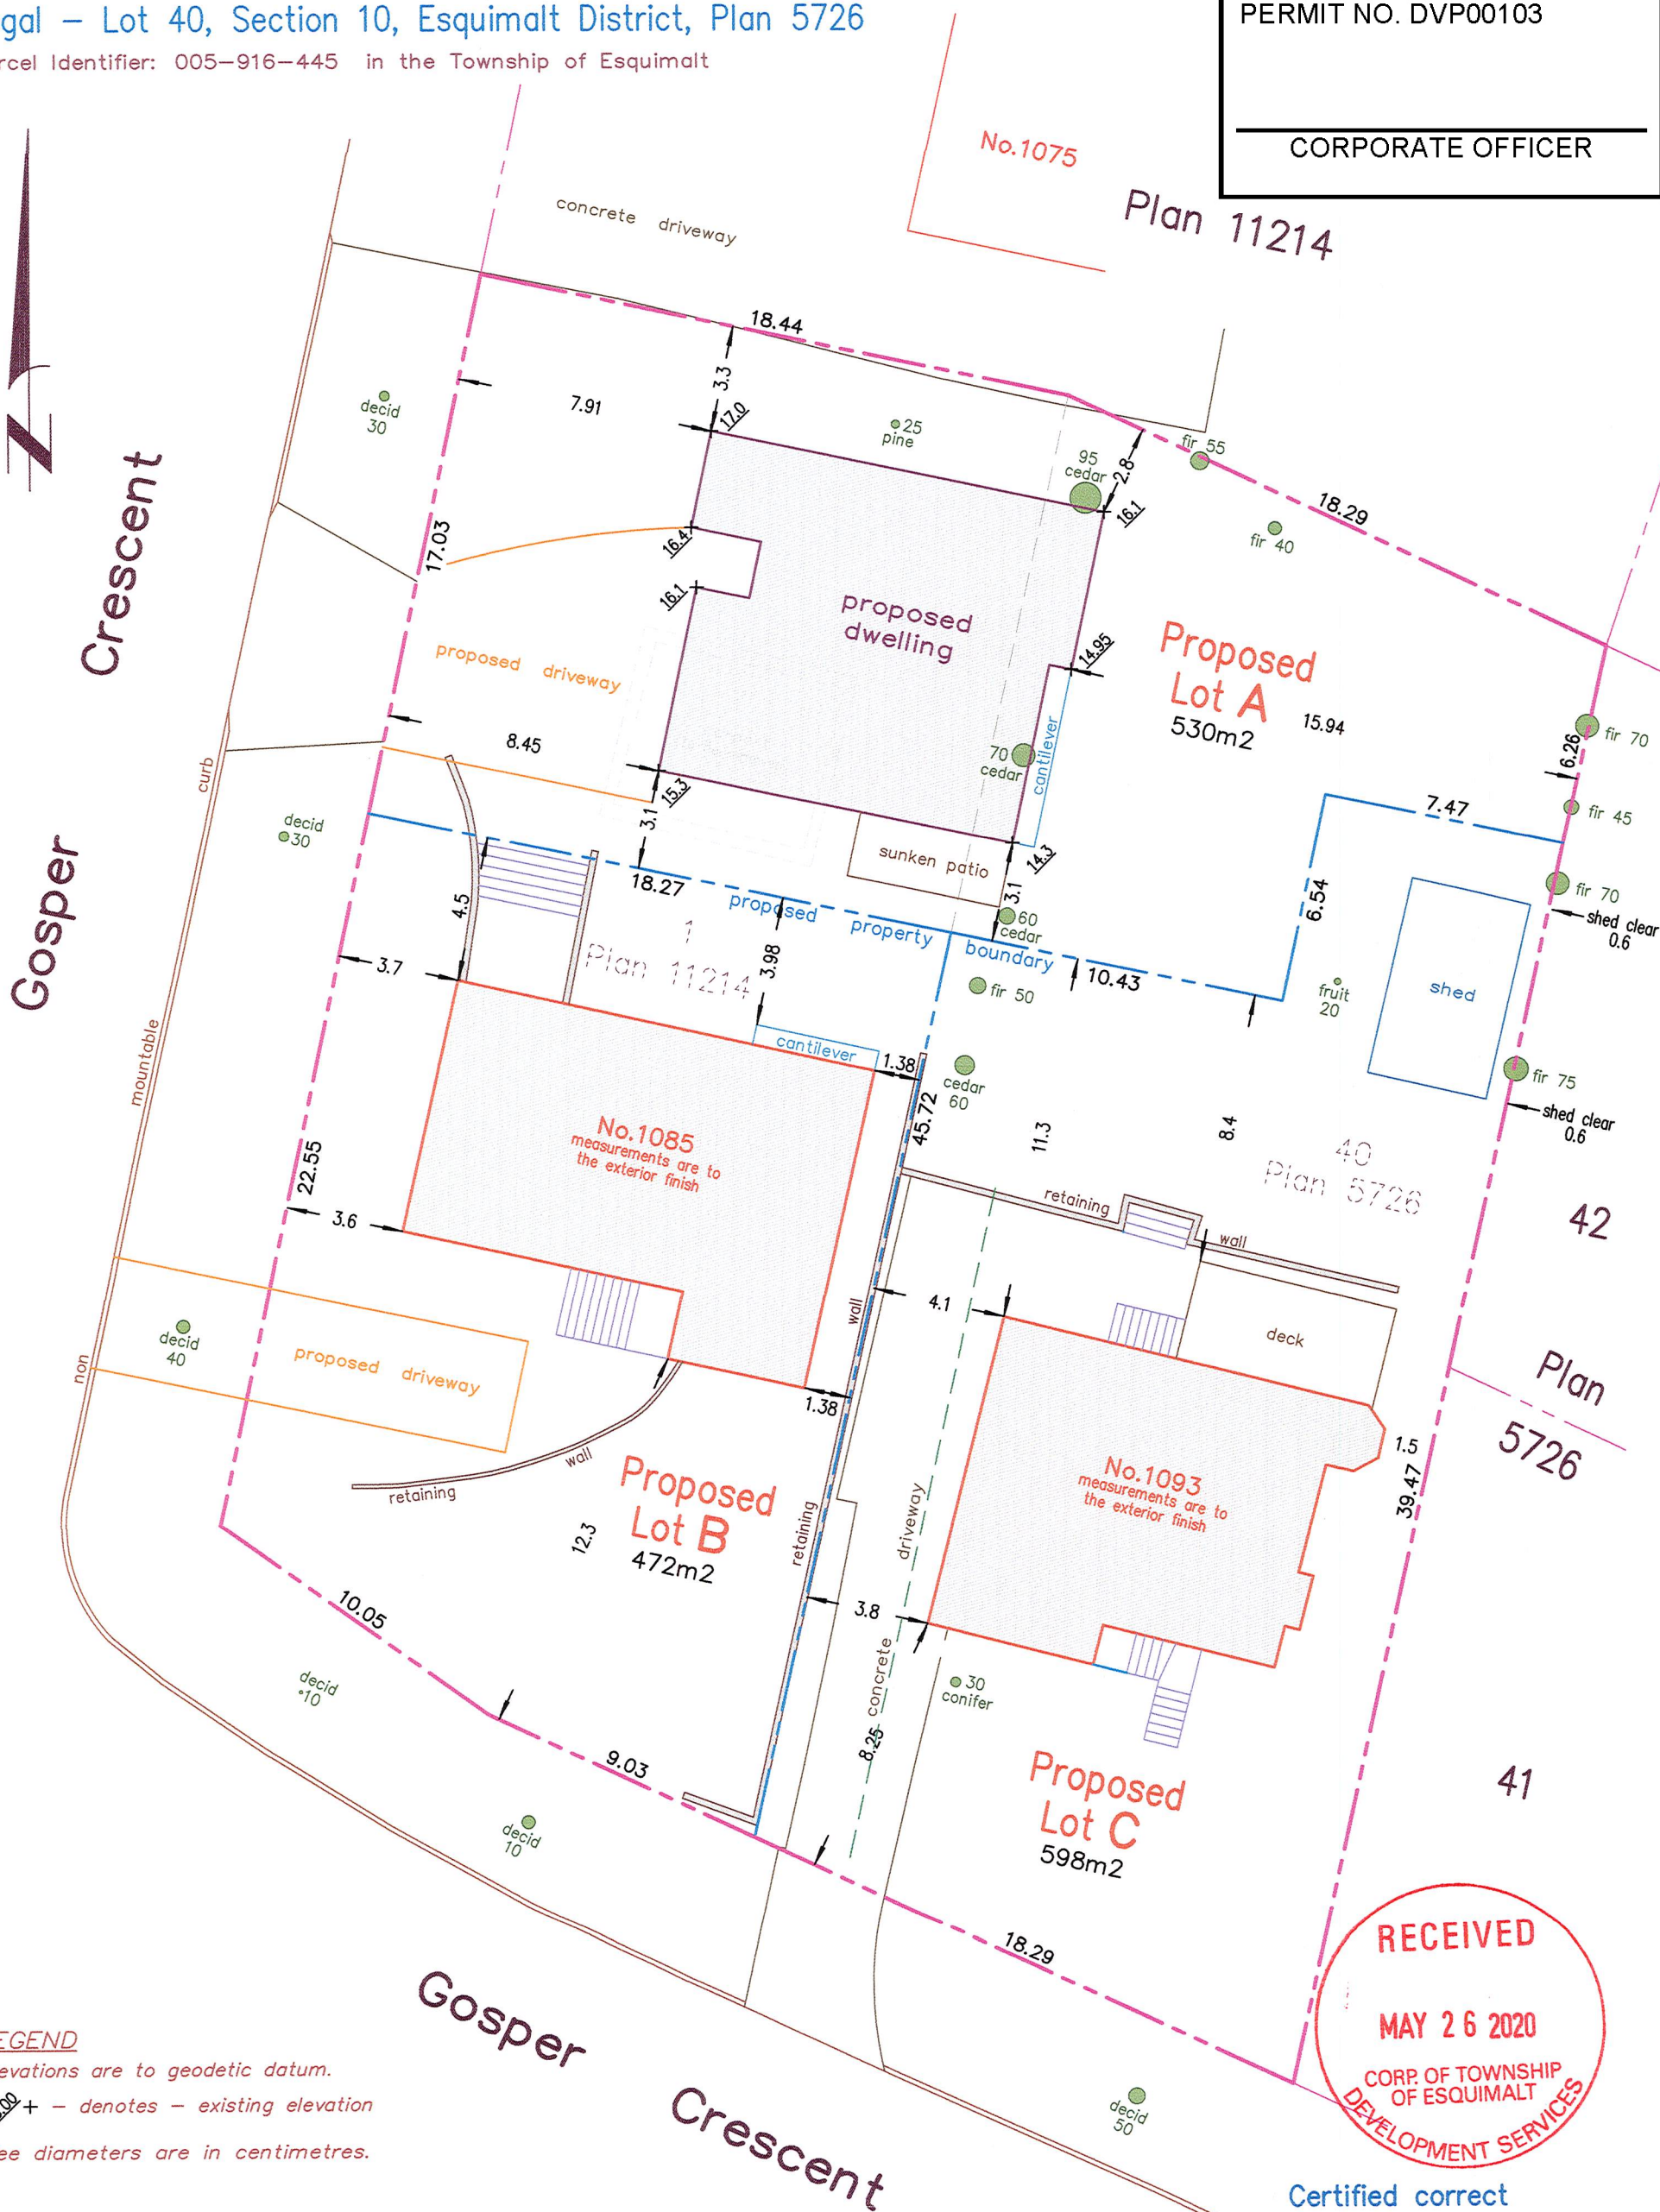 gal – Lot 40, Section 10, Esquimalt District, Plan 5726
rcel Identifier: 005–916–445 in the Township of Esquimalt
PERMIT NO. DVP00103
CORPORATE OFFICER
No.1075
Plan 11214
concrete driveway
18.44
3.3
7.91
17.0
decid
30
25
pine
95
cedar
2.8
fir 55
16.1
18.29
fir 40
17.03
16.4
16.1
Crescent
proposed
dwelling
14.95
Proposed
Lot A
530m2
15.94
proposed driveway
8.45
15.3
3.1
70
cedar
cantilever
fir 70
6.26
fir 45
7.47
curb
decid
30
sunken patio
14.3
3.1
18.27
proposed property boundary
60
cedar
6.54
fir 70
shed clear
0.6
Gosper
4.5
3.7
1
Plan 11214
3.98
10.43
fir 50
fruit
20
shed
cantilever
1.38
cedar
60
fir 75
shed clear
0.6
mountable
No.1085
measurements are to
the exterior finish
45.72
11.3
8.4
40
Plan 5726
22.55
3.6
retaining
wall
42
wall
4.1
deck
non
decid
40
proposed driveway
Plan
5726
1.38
1.5
39.47
wall
retaining
Proposed
Lot B
472m2
12.3
retaining
driveway
No.1093
measurements are to
the exterior finish
3.8
10.05
concrete
30
conifer
decid
10
8.25
9.03
Proposed
Lot C
598m2
41
decid
10
18.29
RECEIVED
MAY 26 2020
CORP. OF TOWNSHIP
OF ESQUIMALT
DEVELOPMENT SERVICES
Gosper
Crescent
decid
50
EGEND
evations are to geodetic datum.
+ – denotes – existing elevation
ee diameters are in centimetres.
Certified correct